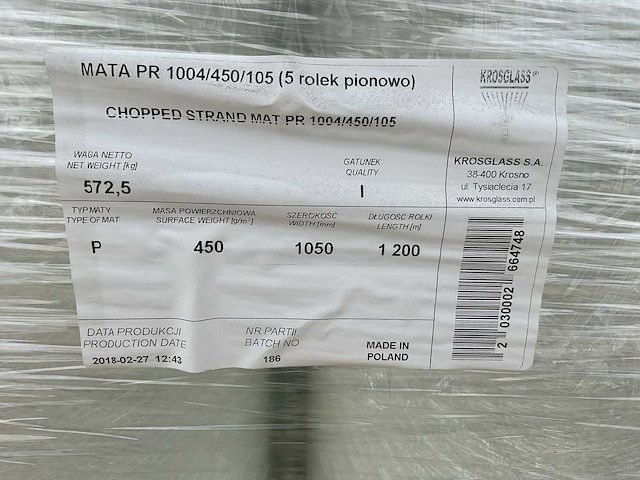 MATA PR 1004/450/105 (5 rolek pionowo)
CHOPPED STRAND MAT PR 1004/450/105
KROSGLASS®
WAGA NETTO
NET WEIGHT [kg]
572,5
GATUNEK
QUALITY
I
KROSGLASS S.A.
38-400 Krosno
ul. Tysiaclecia 17
www.krosglass.com.pl
TYP MATY
TYPE OF MAT
P
MASA POWIERZCHNIOWA
SURFACE WEIGHT [g/m²]
450
SZEROKOŚĆ
WIDTH [mm]
1050
DŁUGOŚĆ ROLKI
LENGTH [m]
1 200
2 030002 664748
DATA PRODUKCJI
PRODUCTION DATE
2018-02-27 12:43
NR PARTII
BATCH NO
186
MADE IN
POLAND